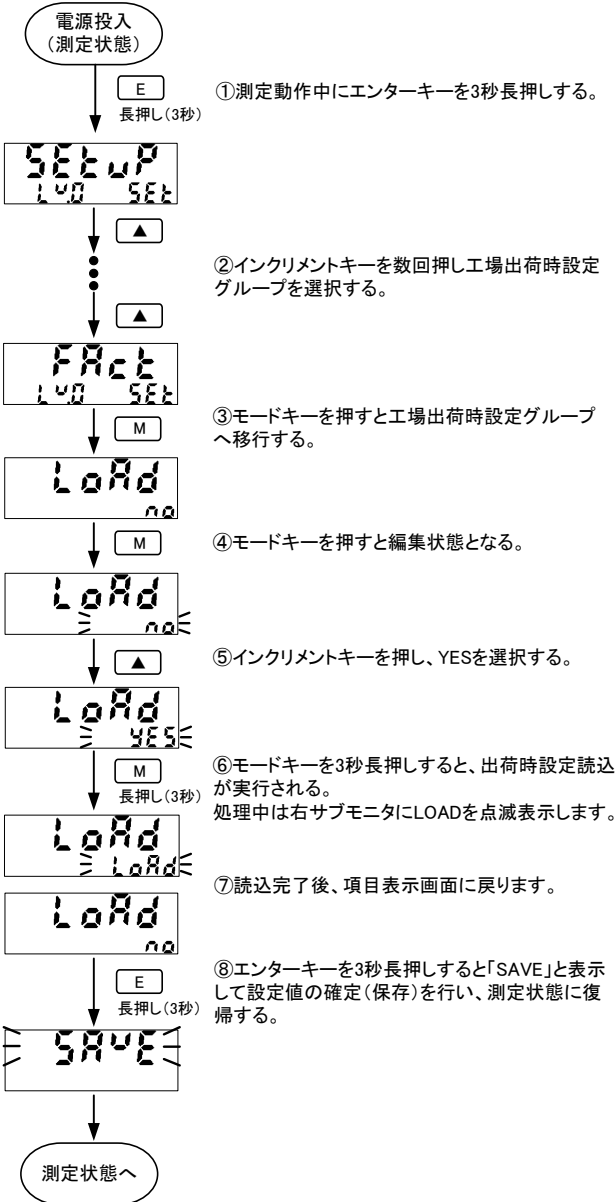 電源投入
（測定状態）
E
長押し（3秒）
①測定動作中にエンターキーを3秒長押しする。
SEtuP
Lv.0 SEt
▲
②インクリメントキーを数回押し工場出荷時設定
グループを選択する。
▲
FAct
Lv.0 SEt
③モードキーを押すと工場出荷時設定グループ
へ移行する。
M
LoAd
no
M
④モードキーを押すと編集状態となる。
LoAd
no
▲
⑤インクリメントキーを押し、YESを選択する。
LoAd
YES
M
長押し（3秒）
⑥モードキーを3秒長押しすると、出荷時設定読込
が実行される。
処理中は右サブモニタにLOADを点滅表示します。
LoAd
LoAd
⑦読込完了後、項目表示画面に戻ります。
LoAd
no
E
長押し（3秒）
⑧エンターキーを3秒長押しすると「SAVE」と表示
して設定値の確定（保存）を行い、測定状態に復
帰する。
SAvE
測定状態へ